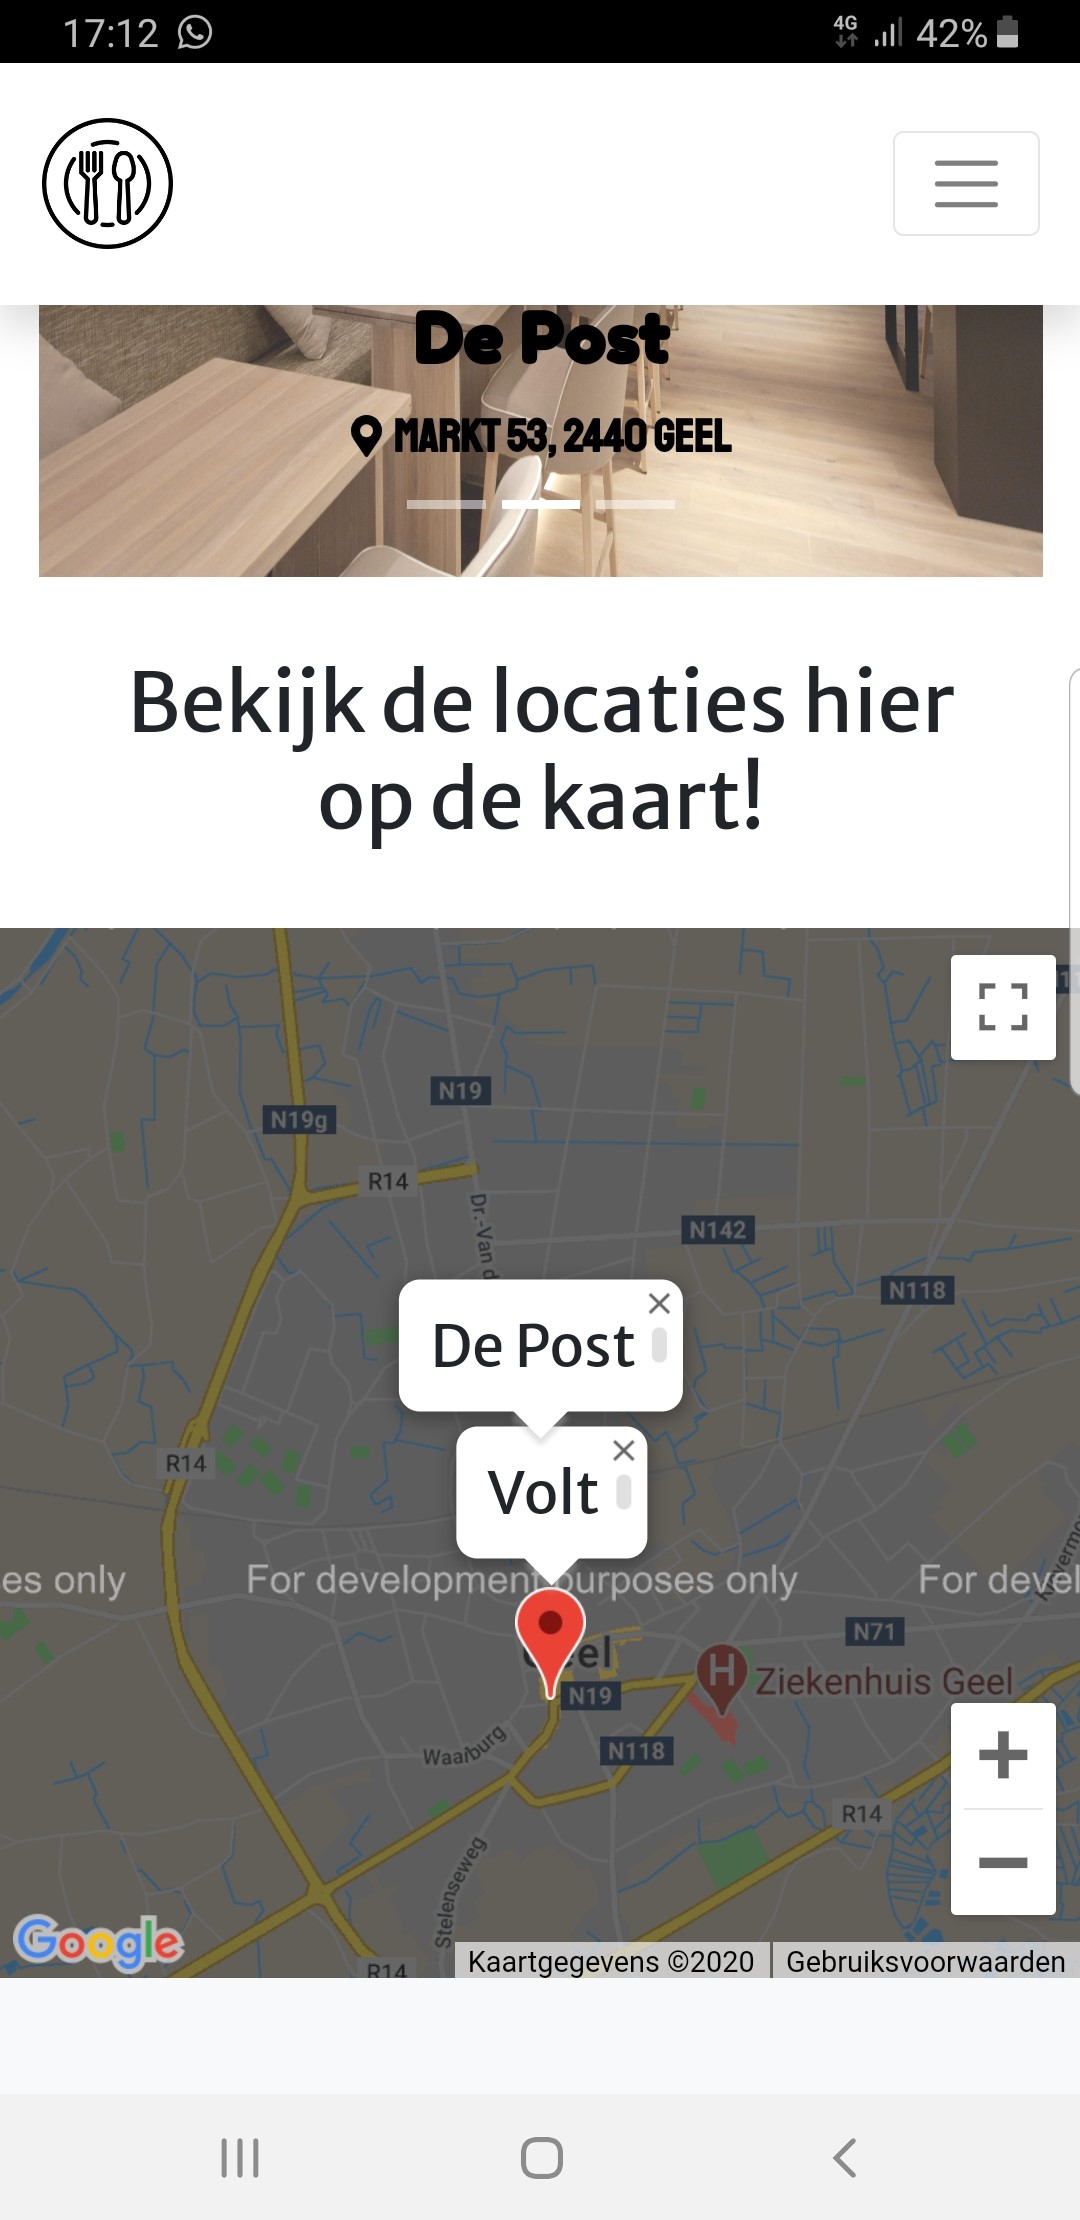 17:12
4G
42%
De Post
MARKT 53, 2440 GEEL
Bekijk de locaties hier
op de kaart!
N19
N19g
R14
Dr.-Van d
N142
N118
De Post
R14
Volt
es only
For development purposes only
For devel
N71
H
Ziekenhuis Geel
N19
Waaiburg
N118
R14
Stelenseweg
Google
R14
Kaartgegevens ©2020
Gebruiksvoorwaarden